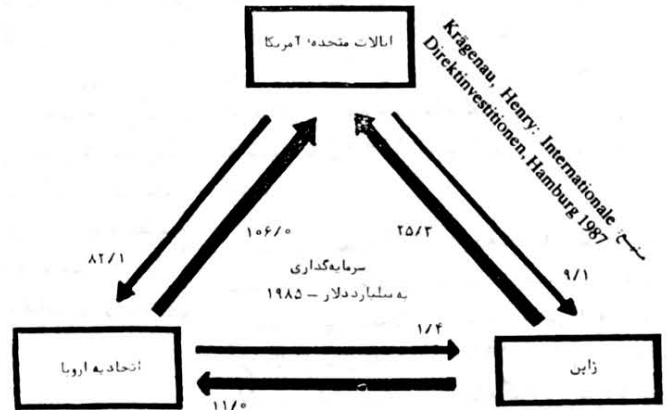 ایالات متحده آمریکا
منبع: Krägenau, Henry: Internationale
Direktinvestitionen, Hamburg 1987
۸۲/۱
۱۰۶/۰
۲۵/۳
۹/۱
سرمایه‌گذاری
به میلیارد دلار – ۱۹۸۵
اتحادیه اروپا
۱/۴
ژاپن
۱۱/۰